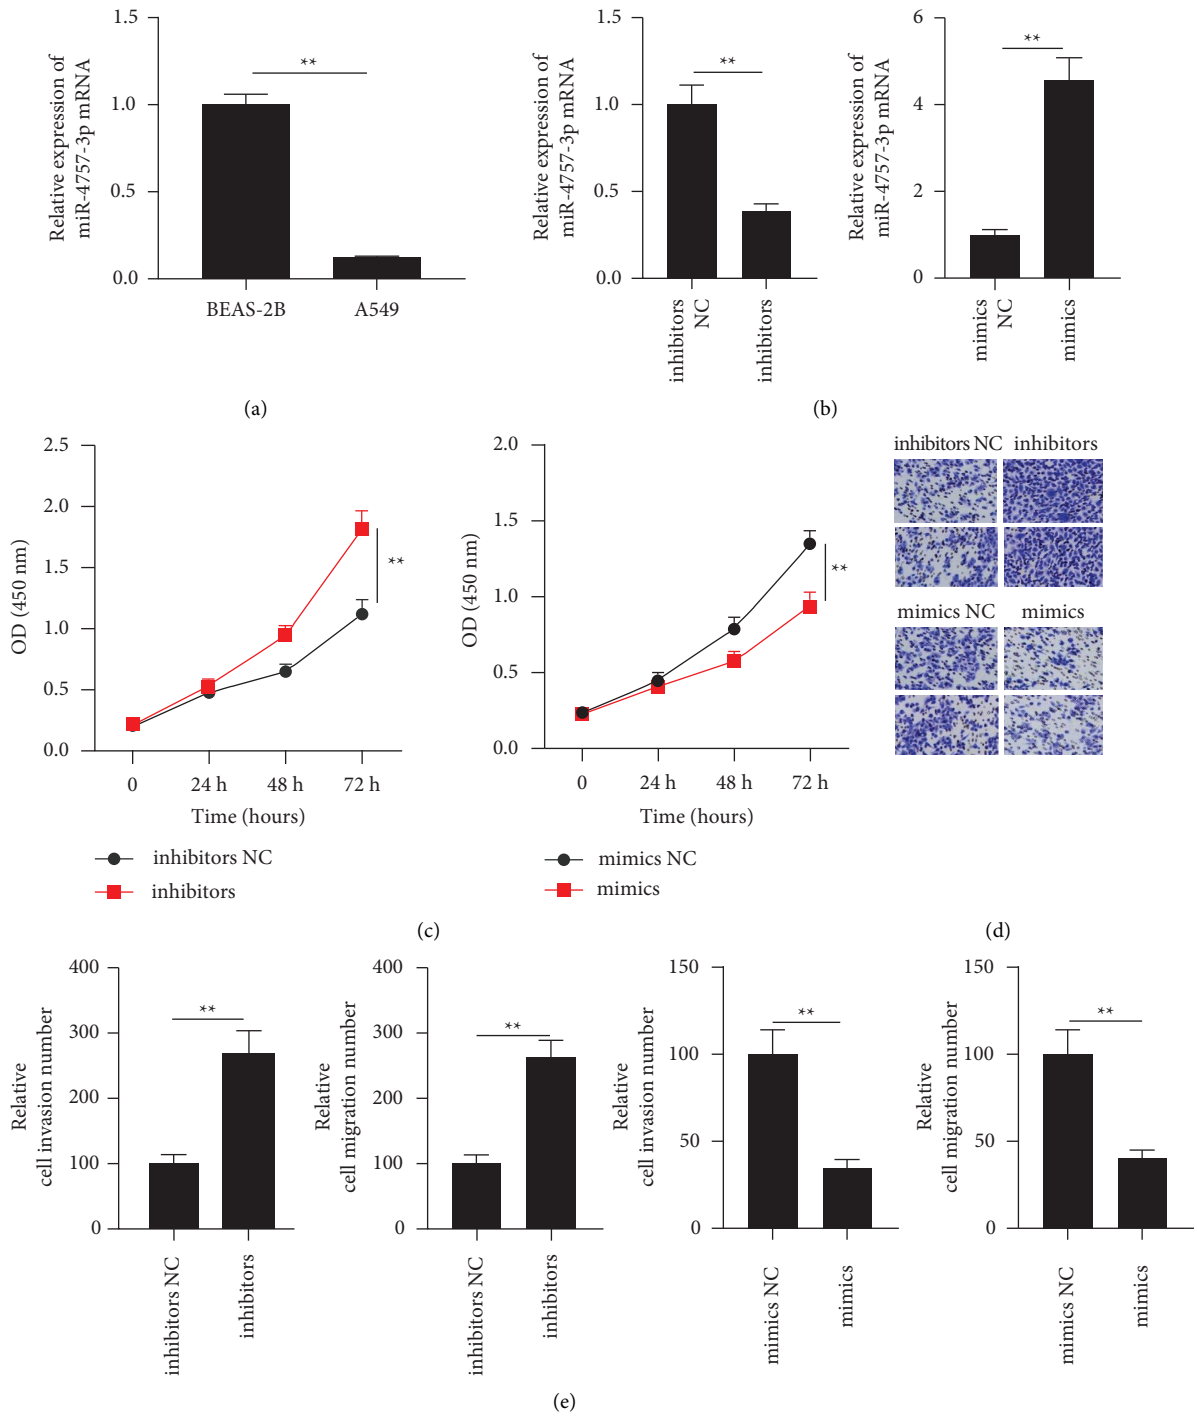 Relative expression of
miR-4757-3p mRNA
1.5
1.0
0.5
0.0
**
BEAS-2B
A549
(a)
Relative expression of
miR-4757-3p mRNA
1.5
1.0
0.5
0.0
**
inhibitors
NC
inhibitors
Relative expression of
miR-4757-3p mRNA
6
4
2
0
**
mimics
NC
mimics
(b)
OD (450 nm)
2.5
2.0
1.5
1.0
0.5
0.0
**
0
24 h
48 h
72 h
Time (hours)
inhibitors NC
inhibitors
OD (450 nm)
2.0
1.5
1.0
0.5
0.0
**
0
24 h
48 h
72 h
Time (hours)
mimics NC
mimics
(c)
inhibitors NC
inhibitors
mimics NC
mimics
(d)
Relative
cell invasion number
400
300
200
100
0
**
inhibitors NC
inhibitors
Relative
cell migration number
400
300
200
100
0
**
inhibitors NC
inhibitors
Relative
cell invasion number
150
100
50
0
**
mimics NC
mimics
Relative
cell migration number
150
100
50
0
**
mimics NC
mimics
(e)